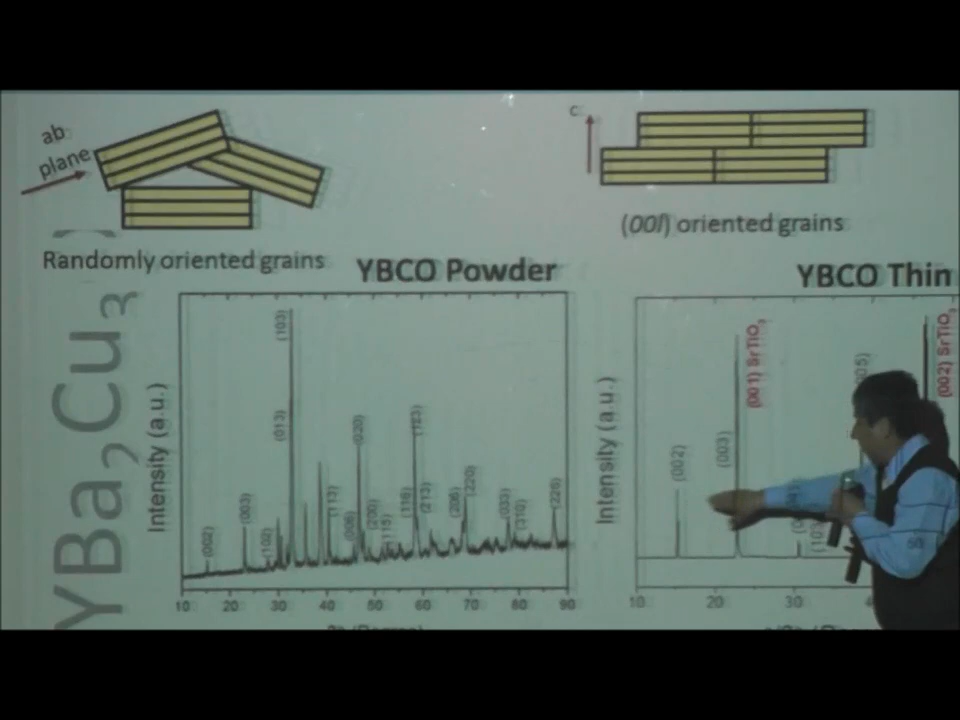 ab
plane
c
(00l) oriented grains
Randomly oriented grains
YBCO Powder
YBCO Thin
YBa2Cu3
Intensity (a.u.)
(002)
(003)
(102)
(013)
(103)
(113)
(006)
(020)
(200)
(115)
(116)
(123)
(213)
(206)
(220)
(033)
(310)
(226)
10 20 30 40 50 60 70 80 90
Intensity (a.u.)
(002)
(003)
(001) SrTiO3
(002) SrTiO
10 20 30 4